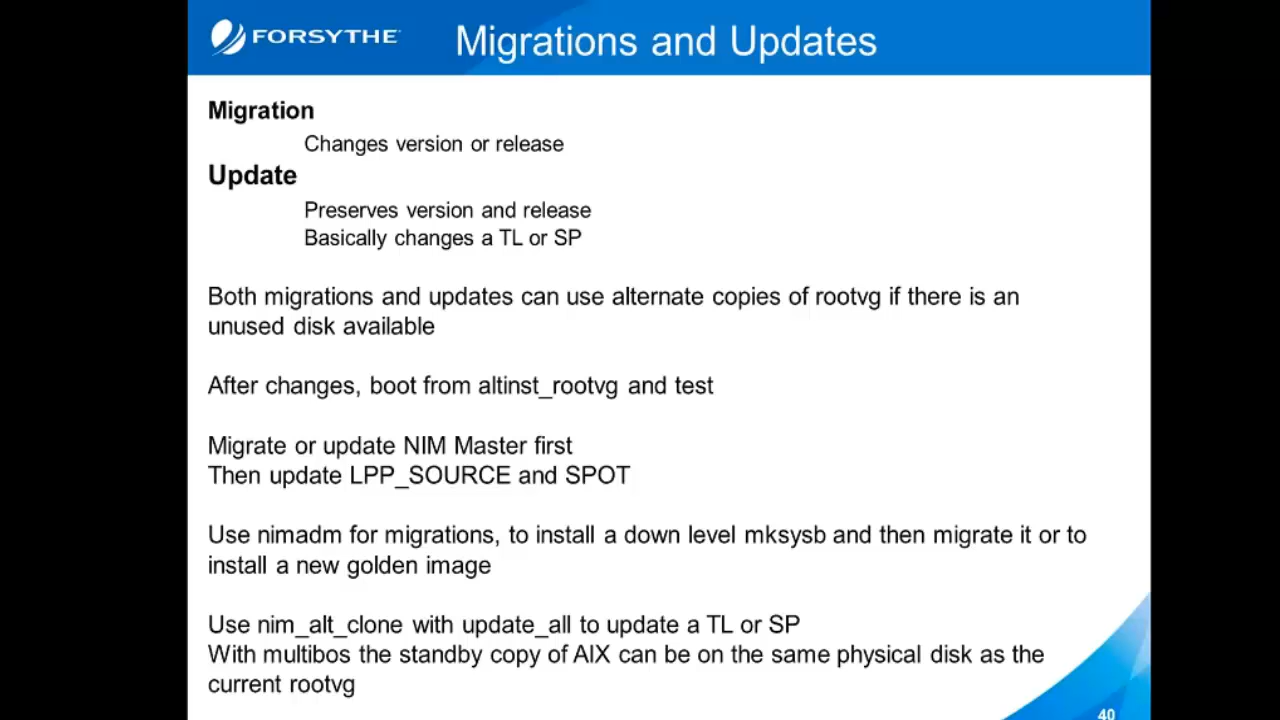 FORSYTHE
Migrations and Updates
Migration
Changes version or release
Update
Preserves version and release
Basically changes a TL or SP
Both migrations and updates can use alternate copies of rootvg if there is an
unused disk available
After changes, boot from altinst_rootvg and test
Migrate or update NIM Master first
Then update LPP_SOURCE and SPOT
Use nimadm for migrations, to install a down level mksysb and then migrate it or to
install a new golden image
Use nim_alt_clone with update_all to update a TL or SP
With multibos the standby copy of AIX can be on the same physical disk as the
current rootvg
40